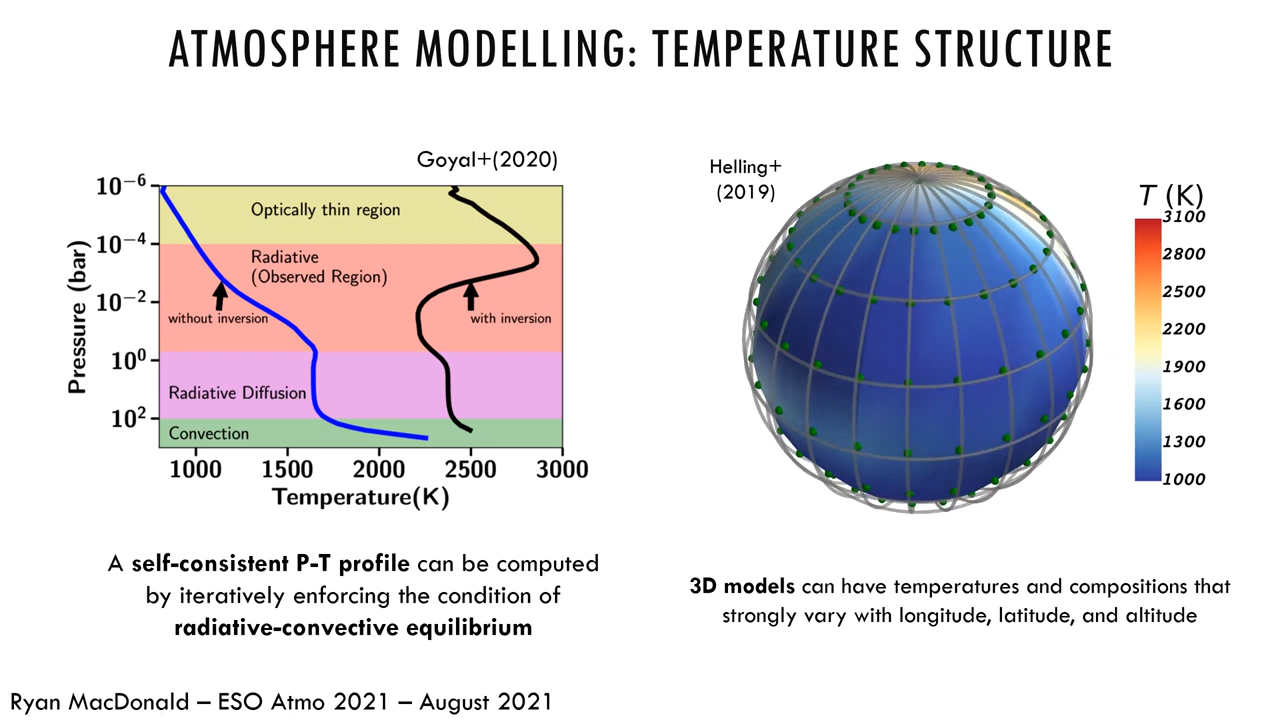 ATMOSPHERE MODELLING: TEMPERATURE STRUCTURE
Goyal+(2020)
10⁻⁶
10⁻⁴
10⁻²
10⁰
10²
Pressure (bar)
Optically thin region
Radiative
(Observed Region)
without inversion
with inversion
Radiative Diffusion
Convection
1000 1500 2000 2500 3000
Temperature(K)
A self-consistent P-T profile can be computed
by iteratively enforcing the condition of
radiative-convective equilibrium
Helling+
(2019)
T (K)
3100
2800
2500
2200
1900
1600
1300
1000
3D models can have temperatures and compositions that
strongly vary with longitude, latitude, and altitude
Ryan MacDonald – ESO Atmo 2021 – August 2021